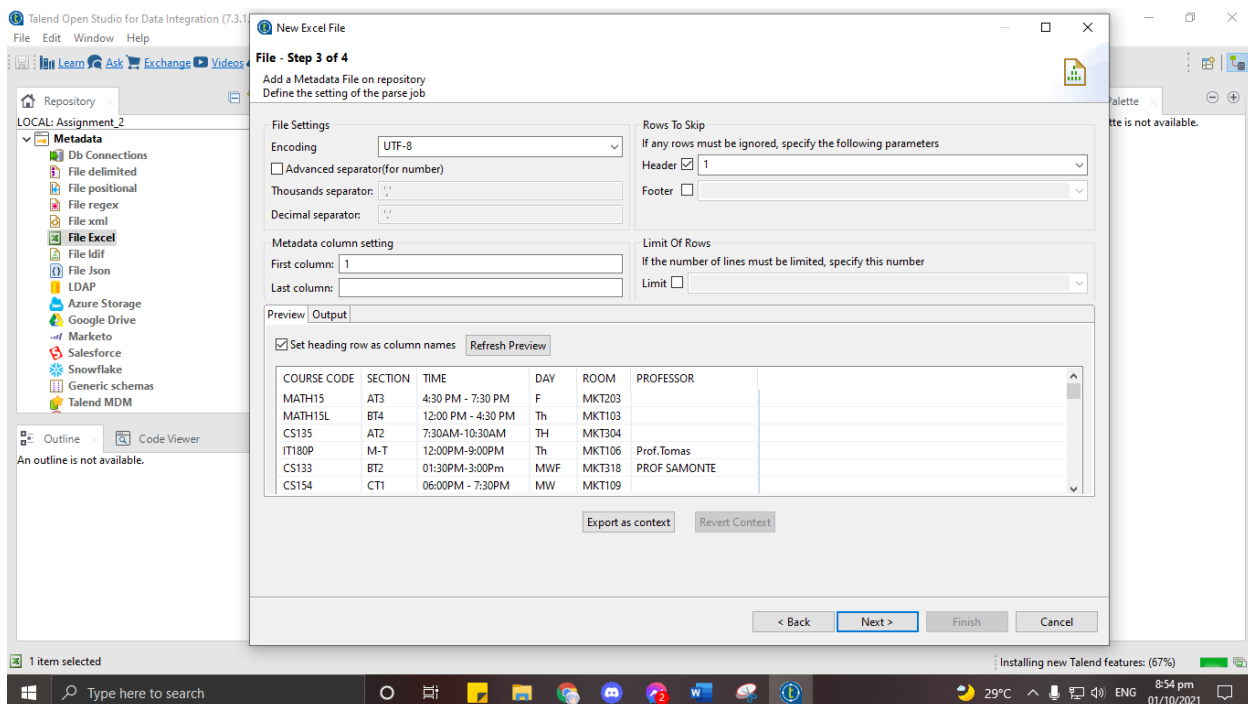 Talend Open Studio for Data Integration (7.3.1.
File Edit Window Help
Learn Ask Exchange Videos
Repository
LOCAL: Assignment_2
Metadata
Db Connections
File delimited
File positional
File regex
File xml
File Excel
File ldif
File Json
LDAP
Azure Storage
Google Drive
Marketo
Salesforce
Snowflake
Generic schemas
Talend MDM
Outline Code Viewer
An outline is not available.
New Excel File
File - Step 3 of 4
Add a Metadata File on repository
Define the setting of the parse job
File Settings
Encoding UTF-8
Advanced separator(for number)
Thousands separator: ','
Decimal separator: '.'
Rows To Skip
If any rows must be ignored, specify the following parameters
Header 1
Footer
Metadata column setting
First column: 1
Last column:
Limit Of Rows
If the number of lines must be limited, specify this number
Limit
Preview Output
Set heading row as column names Refresh Preview
COURSE CODE SECTION TIME DAY ROOM PROFESSOR
MATH15 AT3 4:30 PM - 7:30 PM F MKT203
MATH15L BT4 12:00 PM - 4:30 PM Th MKT103
CS135 AT2 7:30AM-10:30AM TH MKT304
IT180P M-T 12:00PM-9:00PM Th MKT106 Prof.Tomas
CS133 BT2 01:30PM-3:00Pm MWF MKT318 PROF SAMONTE
CS154 CT1 06:00PM - 7:30PM MW MKT109
Export as context Revert Context
< Back Next > Finish Cancel
Palette
tte is not available.
1 item selected
Installing new Talend features: (67%)
Type here to search
2
29°C ENG 8:54 pm
01/10/2021